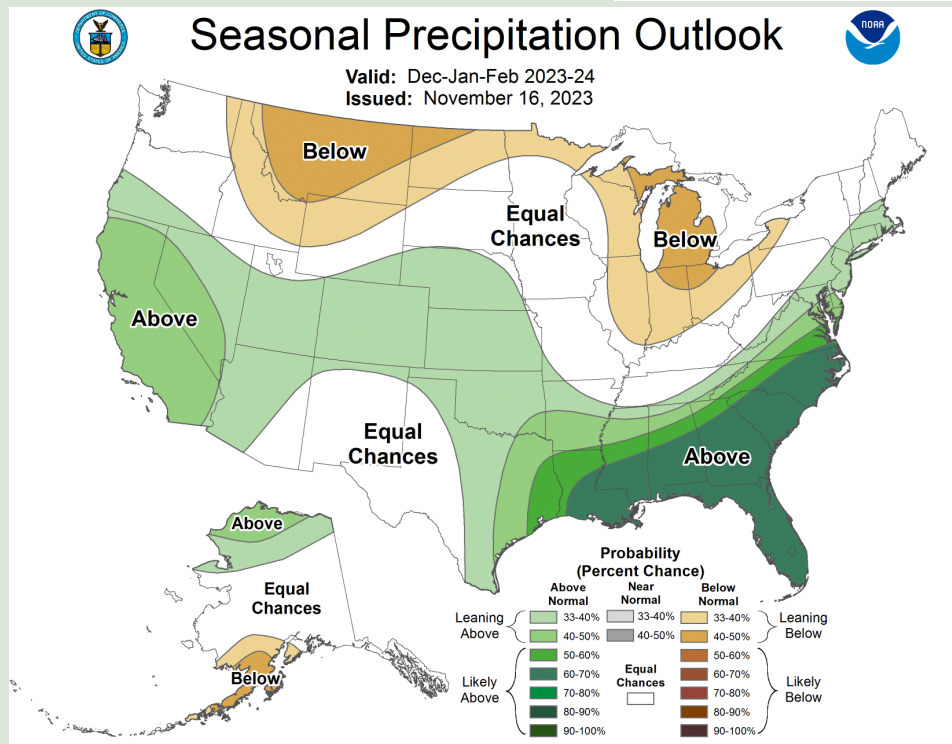 Seasonal Precipitation Outlook
NOAA
Valid: Dec-Jan-Feb 2023-24
Issued: November 16, 2023
Below
Equal
Chances
Below
Above
Equal
Chances
Above
Above
Equal
Chances
Below
Probability
(Percent Chance)
Above
Normal
Near
Normal
Below
Normal
Leaning
Above
33-40%
33-40%
33-40%
Leaning
Below
40-50%
40-50%
40-50%
Likely
Above
50-60%
Equal
Chances
50-60%
Likely
Below
60-70%
60-70%
70-80%
70-80%
80-90%
80-90%
90-100%
90-100%